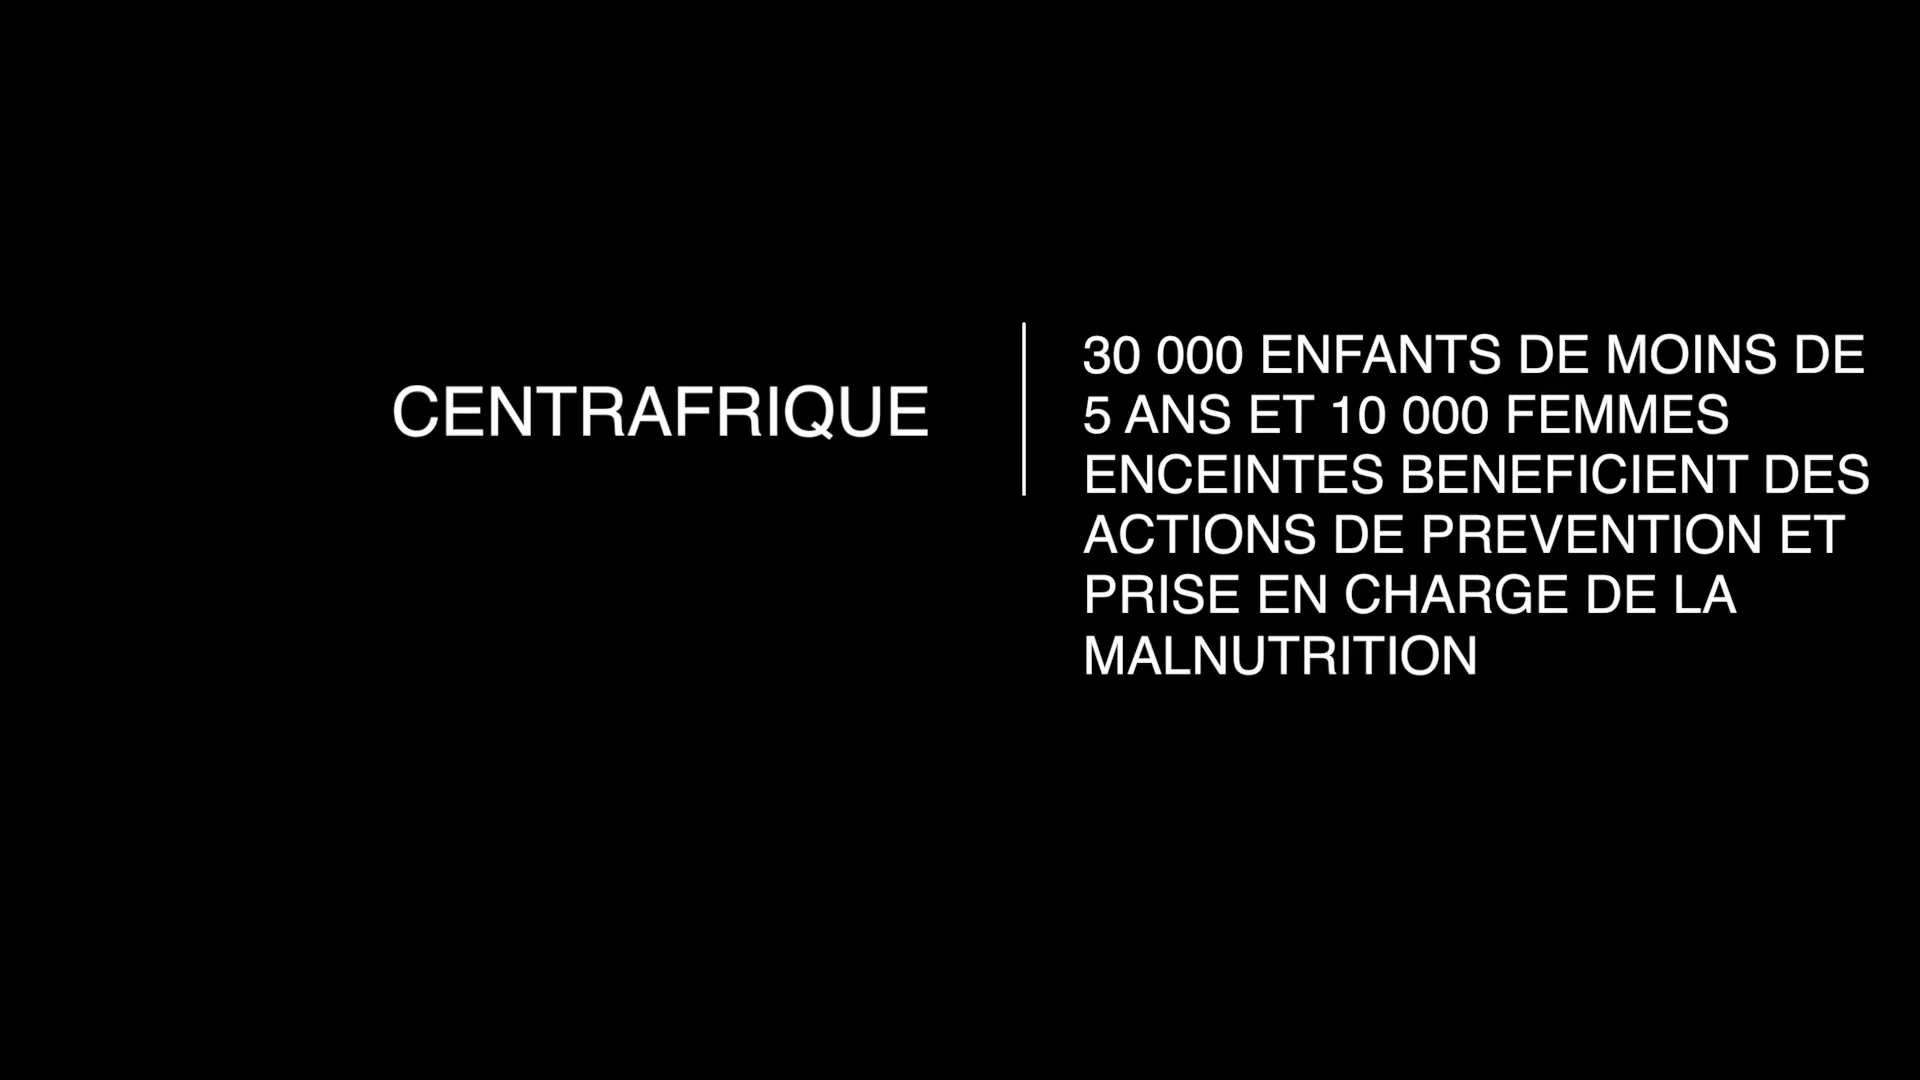 CENTRAFRIQUE
30 000 ENFANTS DE MOINS DE
5 ANS ET 10 000 FEMMES
ENCEINTES BENEFICIENT DES
ACTIONS DE PREVENTION ET
PRISE EN CHARGE DE LA
MALNUTRITION